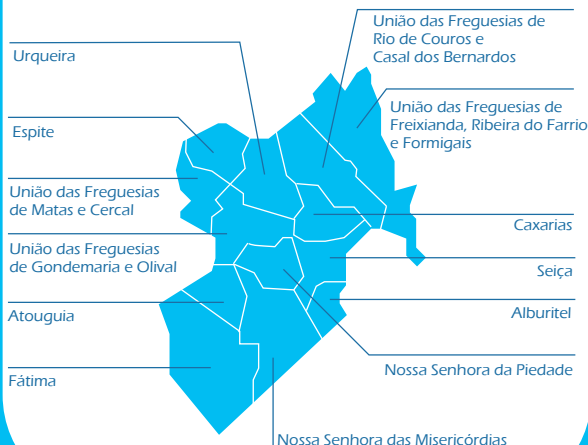 União das Freguesias de
Rio de Couros e
Casal dos Bernardos
Urqueira
União das Freguesias de
Freixianda, Ribeira do Farrio
e Formigais
Espite
União das Freguesias
de Matas e Cercal
Caxarias
União das Freguesias
de Gondemaria e Olival
Seiça
Atouguia
Alburitel
Nossa Senhora da Piedade
Fátima
Nossa Senhora das Misericórdias